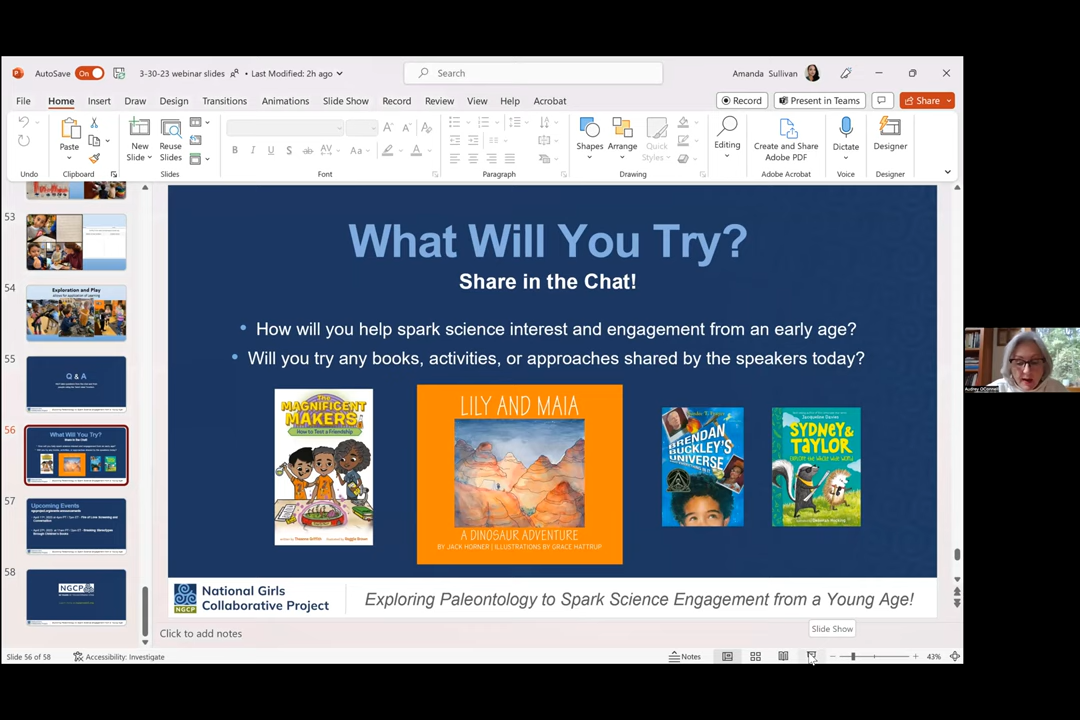 AutoSave On 3-30-23 webinar slides • Last Modified: 2h ago Search Amanda Sullivan
File Home Insert Draw Design Transitions Animations Slide Show Record Review View Help Acrobat Record Present in Teams Share
Paste New Slide Reuse Slides Shapes Arrange Quick Styles Editing Create and Share Adobe PDF Dictate Designer
Undo Clipboard Slides Font Paragraph Drawing Adobe Acrobat Voice Designer
53
54
Exploration and Play
55
Q & A
56
What Will You Try?
57
Upcoming Events
58
NGCP
What Will You Try?
Share in the Chat!
• How will you help spark science interest and engagement from an early age?
• Will you try any books, activities, or approaches shared by the speakers today?
The
MAGNIFICENT
MAKERS
How to Test a Friendship
LILY AND MAIA
A DINOSAUR ADVENTURE
BY JACK HORNER | ILLUSTRATIONS BY GRACE HATTRUP
BRENDAN
BUCKLEY'S
UNIVERSE
SYDNEY &
TAYLOR
NGCP
National Girls
Collaborative Project
Exploring Paleontology to Spark Science Engagement from a Young Age!
Slide Show
Click to add notes
Slide 56 of 58 Accessibility: Investigate Notes 43%
Audrey OConnell